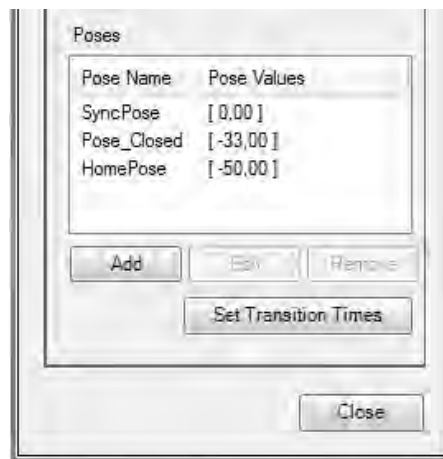 Poses
Pose Name Pose Values
SyncPose [ 0,00 ]
Pose_Closed [ -33,00 ]
HomePose [ -50,00 ]
Add Edit Remove
Set Transition Times
Close